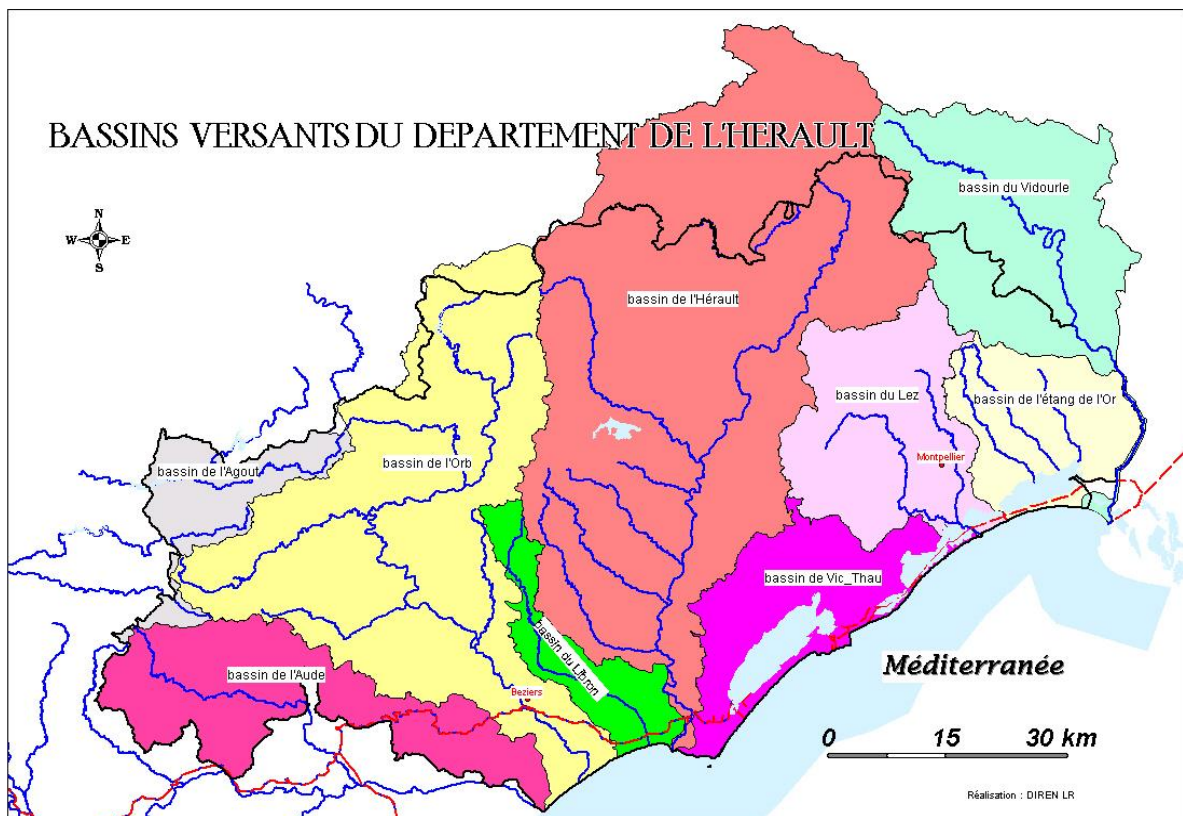 BASSINS VERSANTS DU DEPARTEMENT DE L'HERAULT
N
W E
S
bassin du Vidourle
bassin de l'Hérault
bassin du Lez
bassin de l'étang de l'Or
Montpellier
bassin de l'Orb
bassin de l'Agout
bassin de Vic_Thau
bassin du Libron
bassin de l'Aude
Beziers
Méditerranée
0 15 30 km
Réalisation : DIREN LR